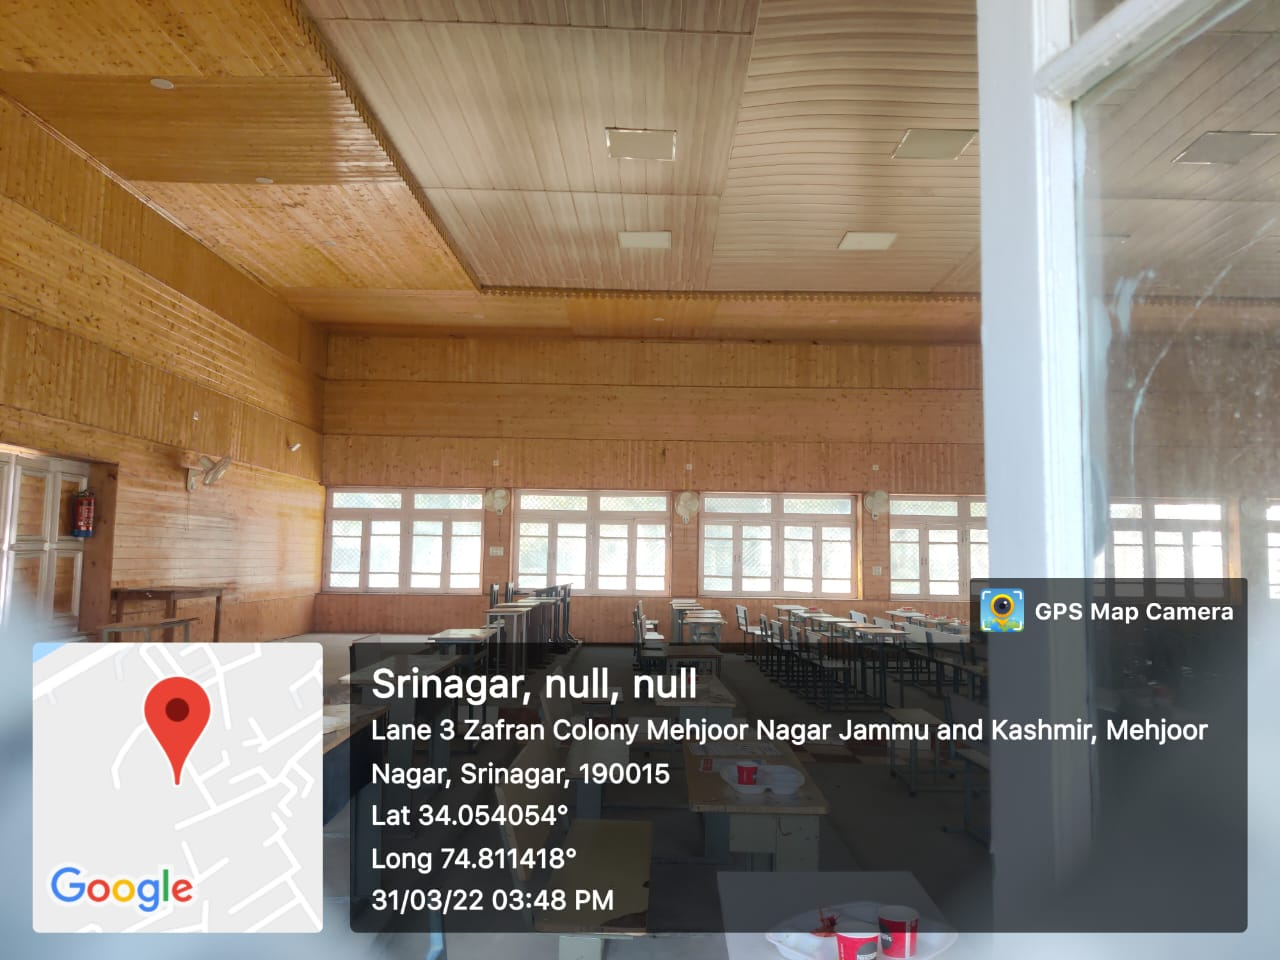 GPS Map Camera
Srinagar, null, null
Lane 3 Zafran Colony Mehjoor Nagar Jammu and Kashmir, Mehjoor
Nagar, Srinagar, 190015
Lat 34.054054°
Long 74.811418°
31/03/22 03:48 PM
Google